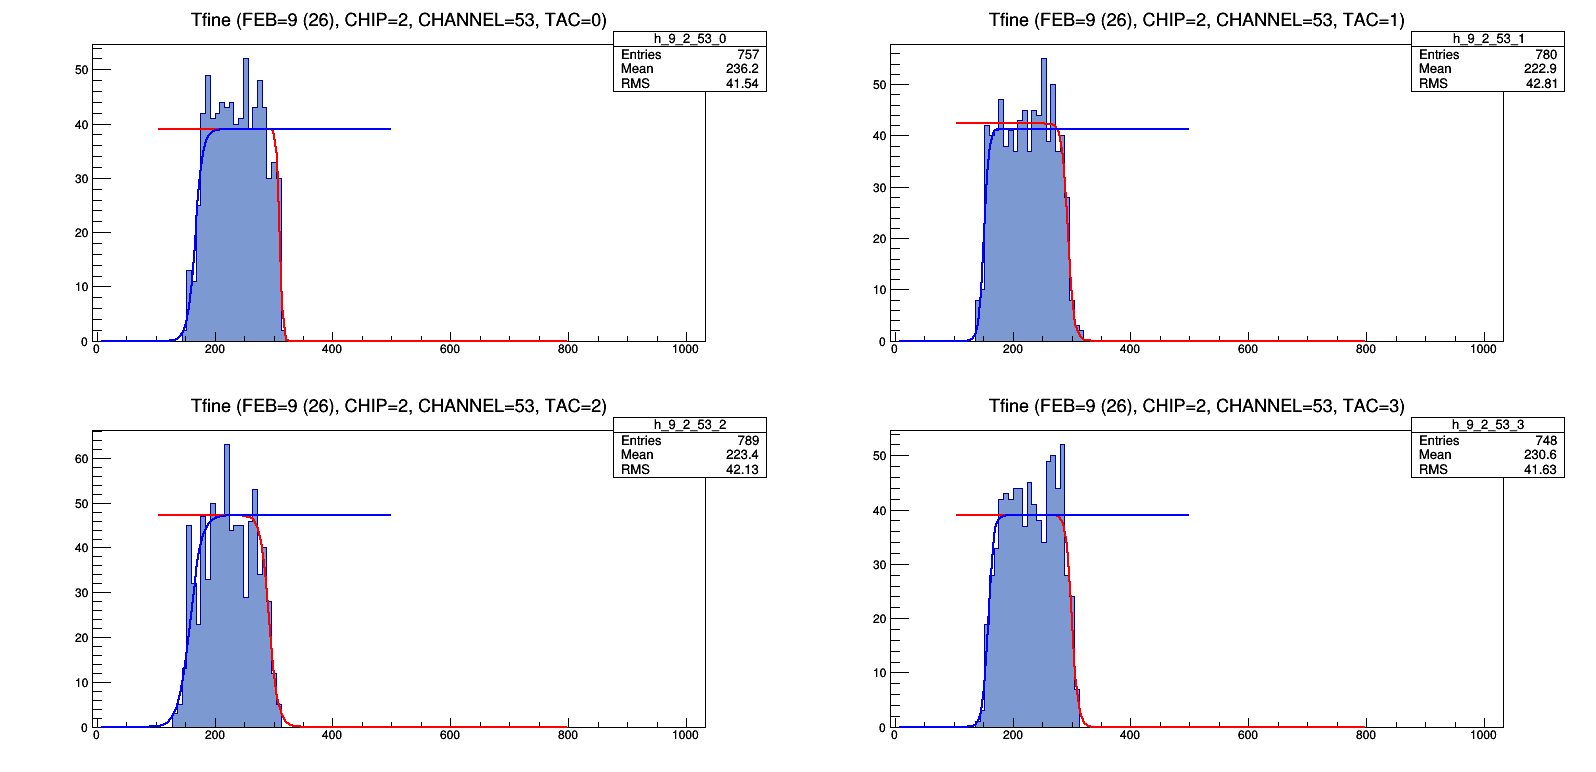 Tfine (FEB=9 (26), CHIP=2, CHANNEL=53, TAC=0)
h_9_2_53_0
Entries 757
Mean 236.2
RMS 41.54
50
40
30
20
10
0
0 200 400 600 800 1000
Tfine (FEB=9 (26), CHIP=2, CHANNEL=53, TAC=1)
h_9_2_53_1
Entries 780
Mean 222.9
RMS 42.81
50
40
30
20
10
0
0 200 400 600 800 1000
Tfine (FEB=9 (26), CHIP=2, CHANNEL=53, TAC=2)
h_9_2_53_2
Entries 789
Mean 223.4
RMS 42.13
60
50
40
30
20
10
0
0 200 400 600 800 1000
Tfine (FEB=9 (26), CHIP=2, CHANNEL=53, TAC=3)
h_9_2_53_3
Entries 748
Mean 230.6
RMS 41.63
50
40
30
20
10
0
0 200 400 600 800 1000